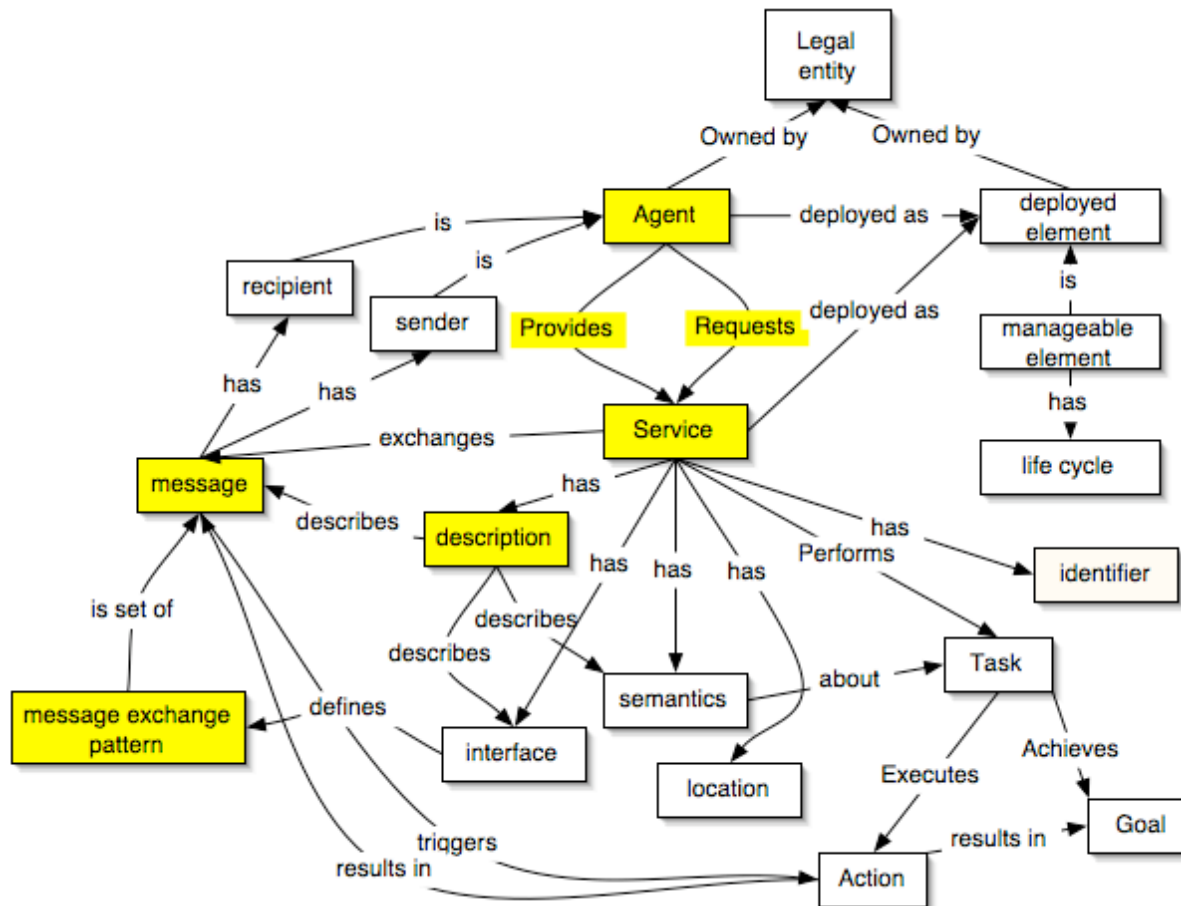 Legal
entity
Owned by
Owned by
Agent
deployed as
deployed
element
is
is
is
recipient
sender
Provides
Requests
deployed as
manageable
element
has
has
has
exchanges
Service
life cycle
message
has
describes
description
has
Performs
identifier
has
has
has
is set of
describes
describes
Task
semantics
about
message exchange
pattern
defines
interface
location
Achieves
Executes
Goal
triggers
results in
results in
Action